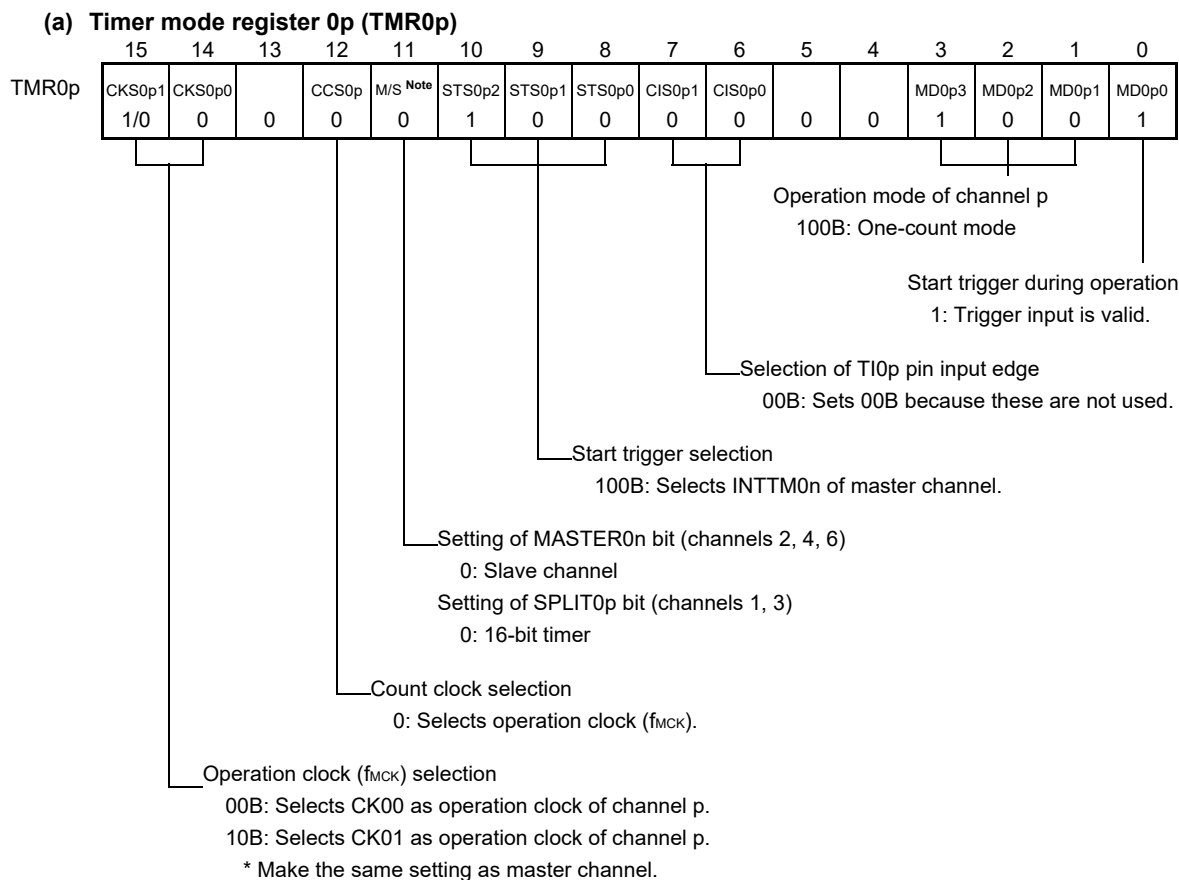 (a) Timer mode register 0p (TMR0p)
15 14 13 12 11 10 9 8 7 6 5 4 3 2 1 0
TMR0p CKS0p1 CKS0p0 CCS0p M/S Note STS0p2 STS0p1 STS0p0 CIS0p1 CIS0p0 MD0p3 MD0p2 MD0p1 MD0p0
1/0 0 0 0 0 1 0 0 0 0 0 0 1 0 0 1
Operation mode of channel p
100B: One-count mode
Start trigger during operation
1: Trigger input is valid.
Selection of TI0p pin input edge
00B: Sets 00B because these are not used.
Start trigger selection
100B: Selects INTTM0n of master channel.
Setting of MASTER0n bit (channels 2, 4, 6)
0: Slave channel
Setting of SPLIT0p bit (channels 1, 3)
0: 16-bit timer
Count clock selection
0: Selects operation clock (fMCK).
Operation clock (fMCK) selection
00B: Selects CK00 as operation clock of channel p.
10B: Selects CK01 as operation clock of channel p.
* Make the same setting as master channel.